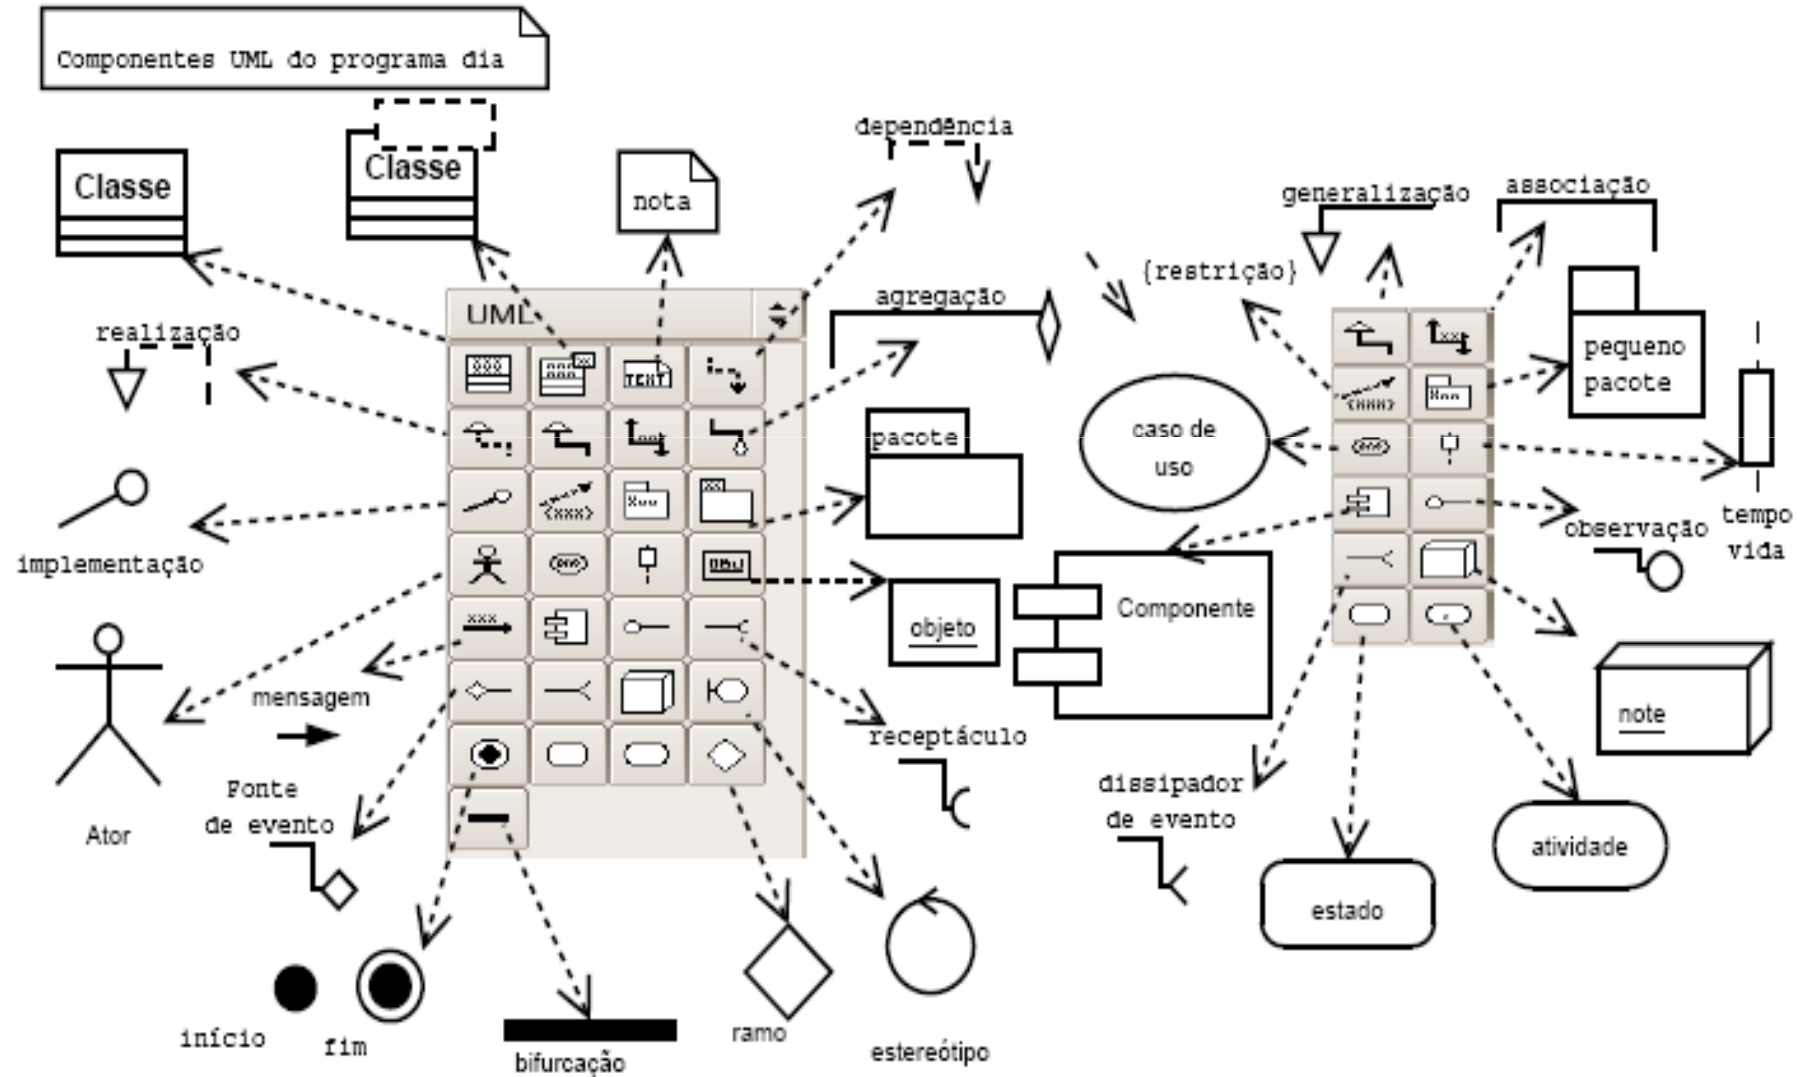 Componentes UML do programa dia
Classe
Classe
nota
dependência
generalização
associação
{restrição}
agregação
UML
realização
TEXT
pequeno
pacote
caso de
uso
pacote
implementação
observação
tempo
vida
OBJ
objeto
Componente
mensagem
receptáculo
note
Fonte
de evento
Ator
dissipador
de evento
atividade
estado
início
fim
bifurcação
ramo
estereótipo